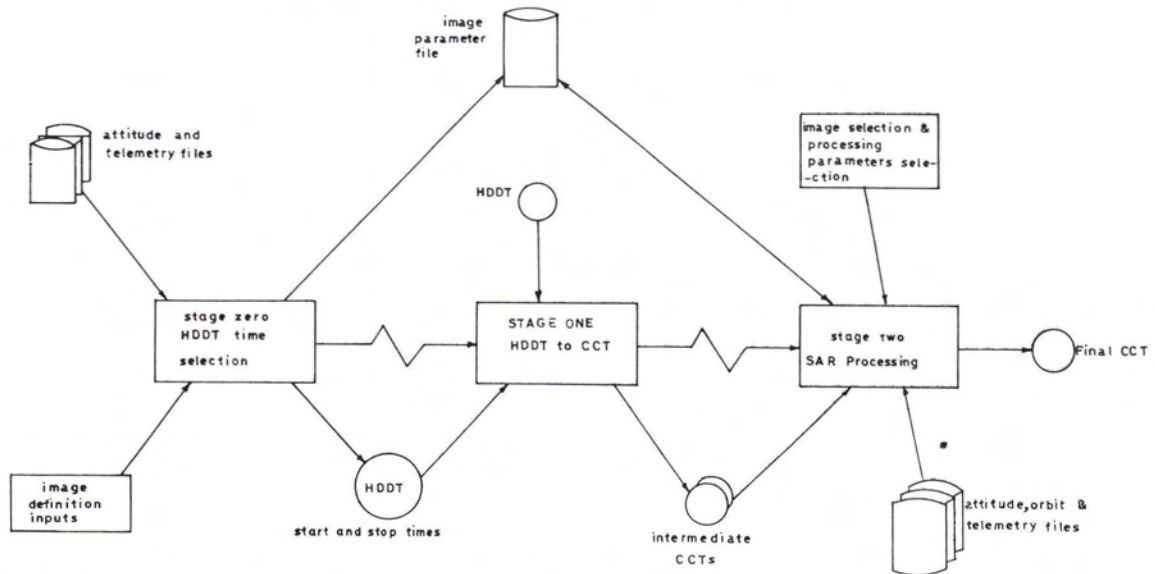 image
parameter
file
attitude and
telemetry files
image selection &
processing
parameters sele-
-ction
HDDT
stage zero
HDDT time
selection
STAGE ONE
HDDT to CCT
stage two
SAR Processing
Final CCT
image
definition
inputs
HDDT
start and stop times
intermediate
CCTs
attitude,orbit &
telemetry files